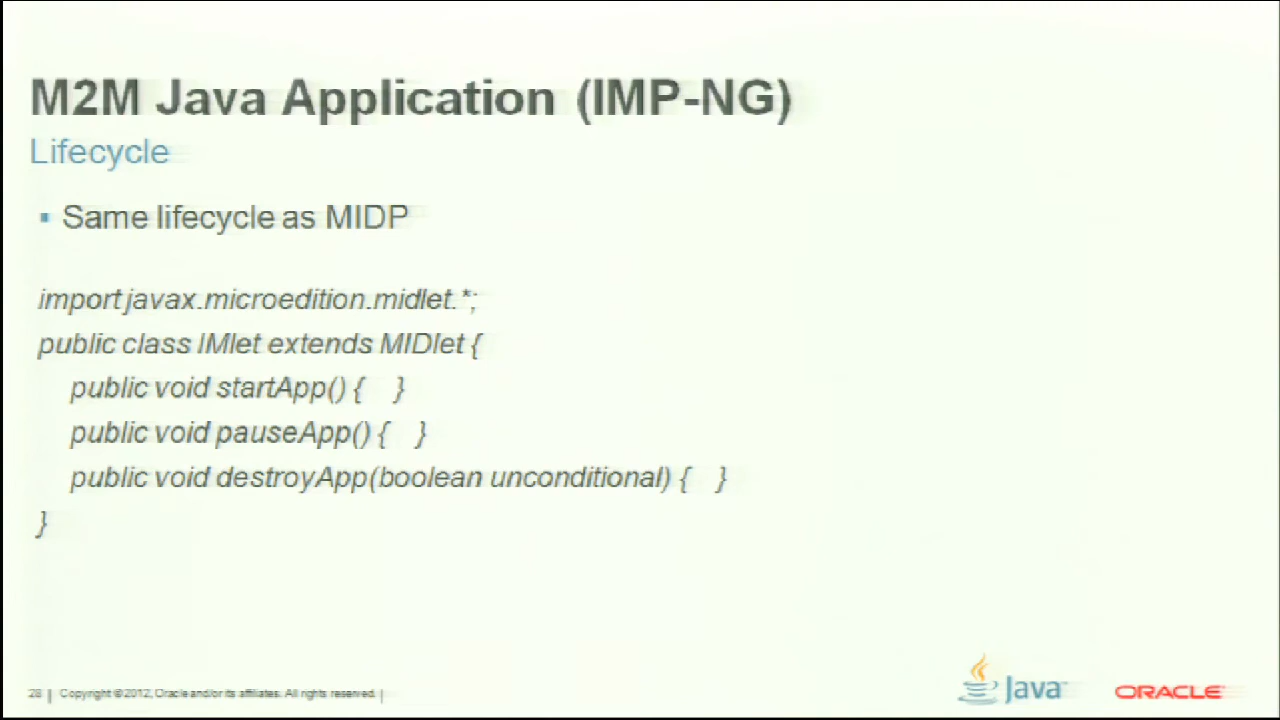 M2M Java Application (IMP-NG)
Lifecycle
▪ Same lifecycle as MIDP
import javax.microedition.midlet.*;
public class IMlet extends MIDlet {
public void startApp() { }
public void pauseApp() { }
public void destroyApp(boolean unconditional) { }
}
28 | Copyright © 2012, Oracle and/or its affiliates. All rights reserved. |
Java
ORACLE